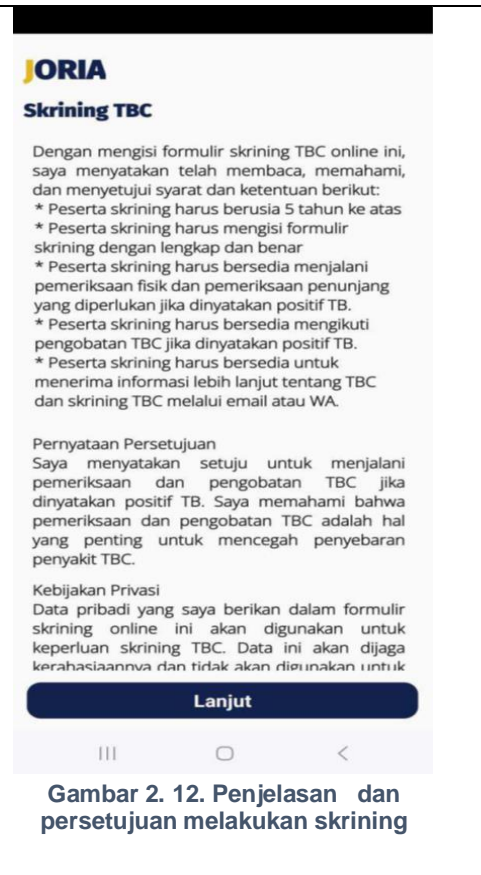 JORIA
Skrining TBC
Dengan mengisi formulir skrining TBC online ini,
saya menyatakan telah membaca, memahami,
dan menyetujui syarat dan ketentuan berikut:
* Peserta skrining harus berusia 5 tahun ke atas
* Peserta skrining harus mengisi formulir
skrining dengan lengkap dan benar
* Peserta skrining harus bersedia menjalani
pemeriksaan fisik dan pemeriksaan penunjang
yang diperlukan jika dinyatakan positif TB.
* Peserta skrining harus bersedia mengikuti
pengobatan TBC jika dinyatakan positif TB.
* Peserta skrining harus bersedia untuk
menerima informasi lebih lanjut tentang TBC
dan skrining TBC melalui email atau WA.
Pernyataan Persetujuan
Saya menyatakan setuju untuk menjalani
pemeriksaan dan pengobatan TBC jika
dinyatakan positif TB. Saya memahami bahwa
pemeriksaan dan pengobatan TBC adalah hal
yang penting untuk mencegah penyebaran
penyakit TBC.
Kebijakan Privasi
Data pribadi yang saya berikan dalam formulir
skrining online ini akan digunakan untuk
keperluan skrining TBC. Data ini akan dijaga
kerahasiaannya dan tidak akan digunakan untuk
Lanjut
Gambar 2. 12. Penjelasan dan
persetujuan melakukan skrining